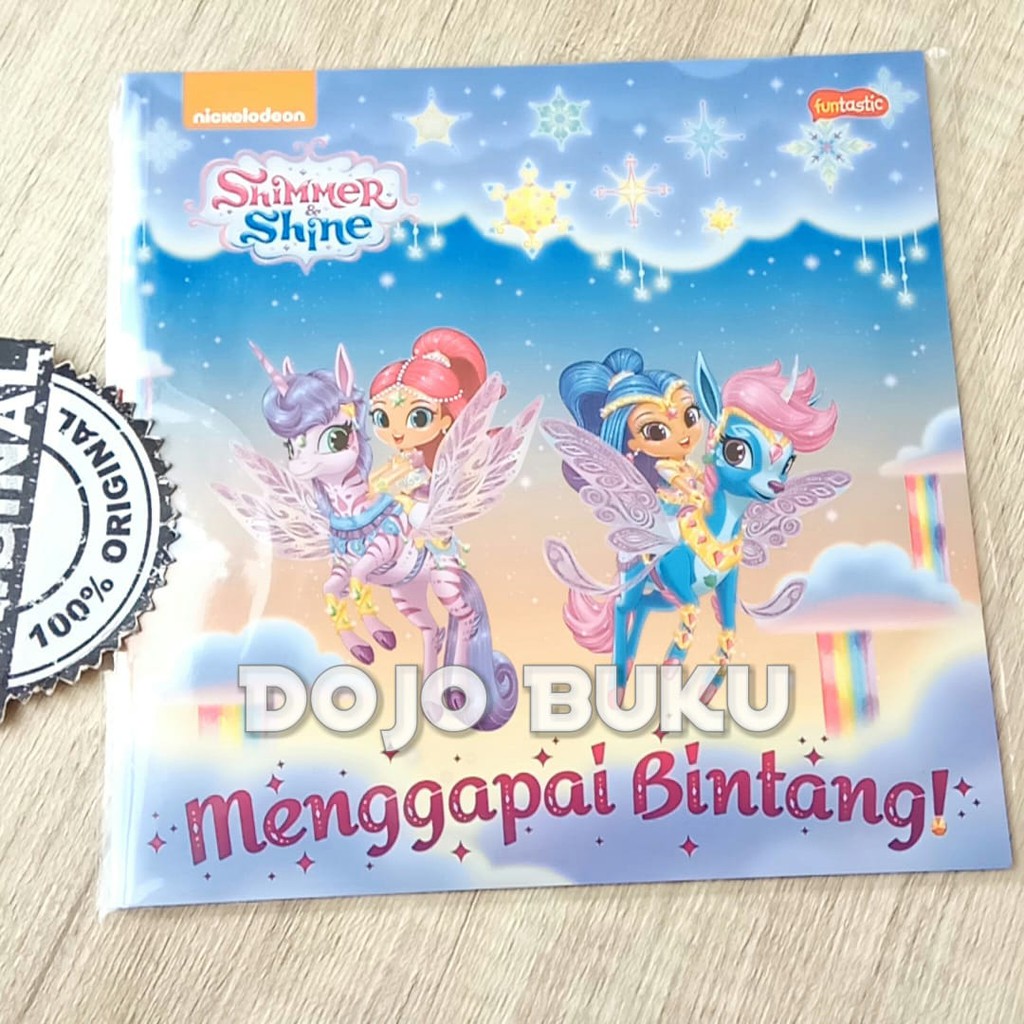 nickelodeon
funtastic
Shimmer
&
Shine
100% ORIGINAL
DOJO BUKU
Menggapai Bintang!